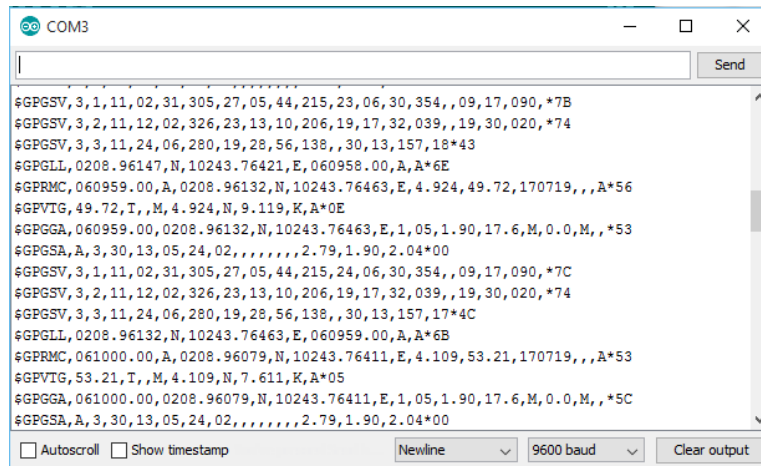 COM3
Send
$GPGSV,3,1,11,02,31,305,27,05,44,215,23,06,30,354,,09,17,090,*7B
$GPGSV,3,2,11,12,02,326,23,13,10,206,19,17,32,039,,19,30,020,*74
$GPGSV,3,3,11,24,06,280,19,28,56,138,,30,13,157,18*43
$GPGLL,0208.96147,N,10243.76421,E,060958.00,A,A*6E
$GPRMC,060959.00,A,0208.96132,N,10243.76463,E,4.924,49.72,170719,,,A*56
$GPVTG,49.72,T,,M,4.924,N,9.119,K,A*0E
$GPGGA,060959.00,0208.96132,N,10243.76463,E,1,05,1.90,17.6,M,0.0,M,,*53
$GPGSA,A,3,30,13,05,24,02,,,,,,,,2.79,1.90,2.04*00
$GPGSV,3,1,11,02,31,305,27,05,44,215,24,06,30,354,,09,17,090,*7C
$GPGSV,3,2,11,12,02,326,23,13,10,206,19,17,32,039,,19,30,020,*74
$GPGSV,3,3,11,24,06,280,19,28,56,138,,30,13,157,17*4C
$GPGLL,0208.96132,N,10243.76463,E,060959.00,A,A*6B
$GPRMC,061000.00,A,0208.96079,N,10243.76411,E,4.109,53.21,170719,,,A*53
$GPVTG,53.21,T,,M,4.109,N,7.611,K,A*05
$GPGGA,061000.00,0208.96079,N,10243.76411,E,1,05,1.90,17.6,M,0.0,M,,*5C
$GPGSA,A,3,30,13,05,24,02,,,,,,,,2.79,1.90,2.04*00
Autoscroll Show timestamp Newline 9600 baud Clear output